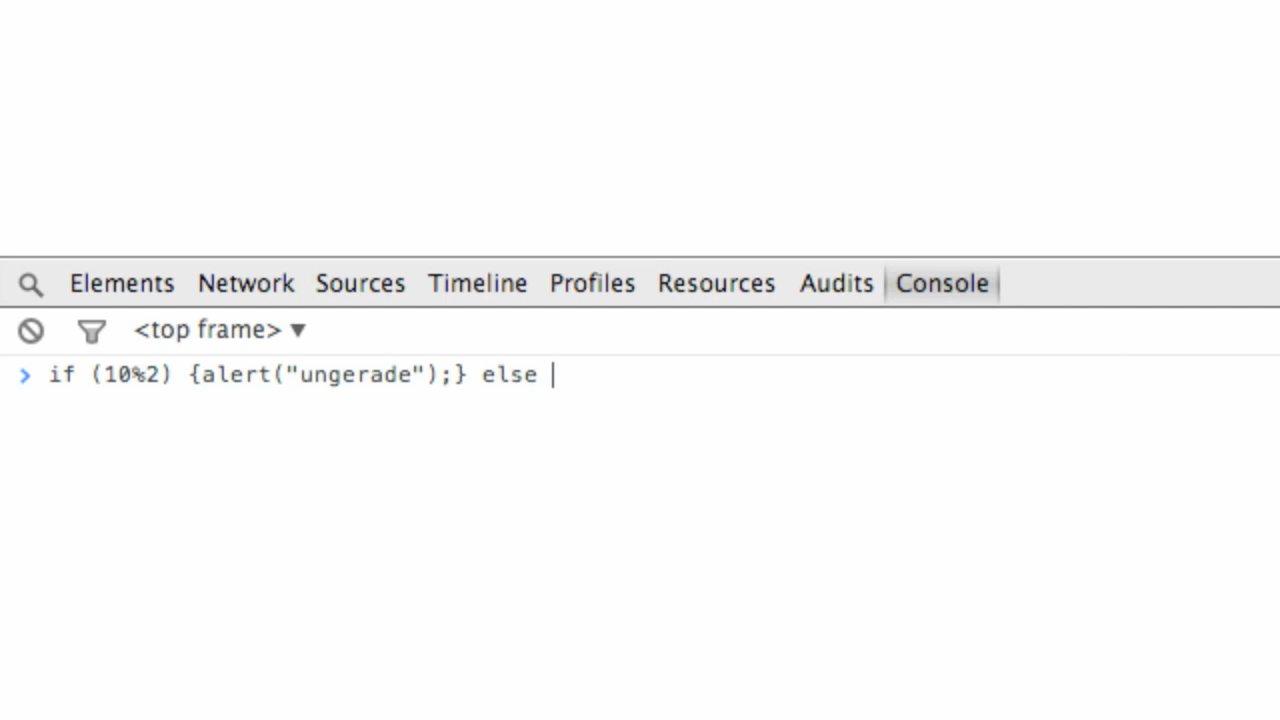 Elements Network Sources Timeline Profiles Resources Audits Console
<top frame> ▼
> if (10%2) {alert("ungerade");} else